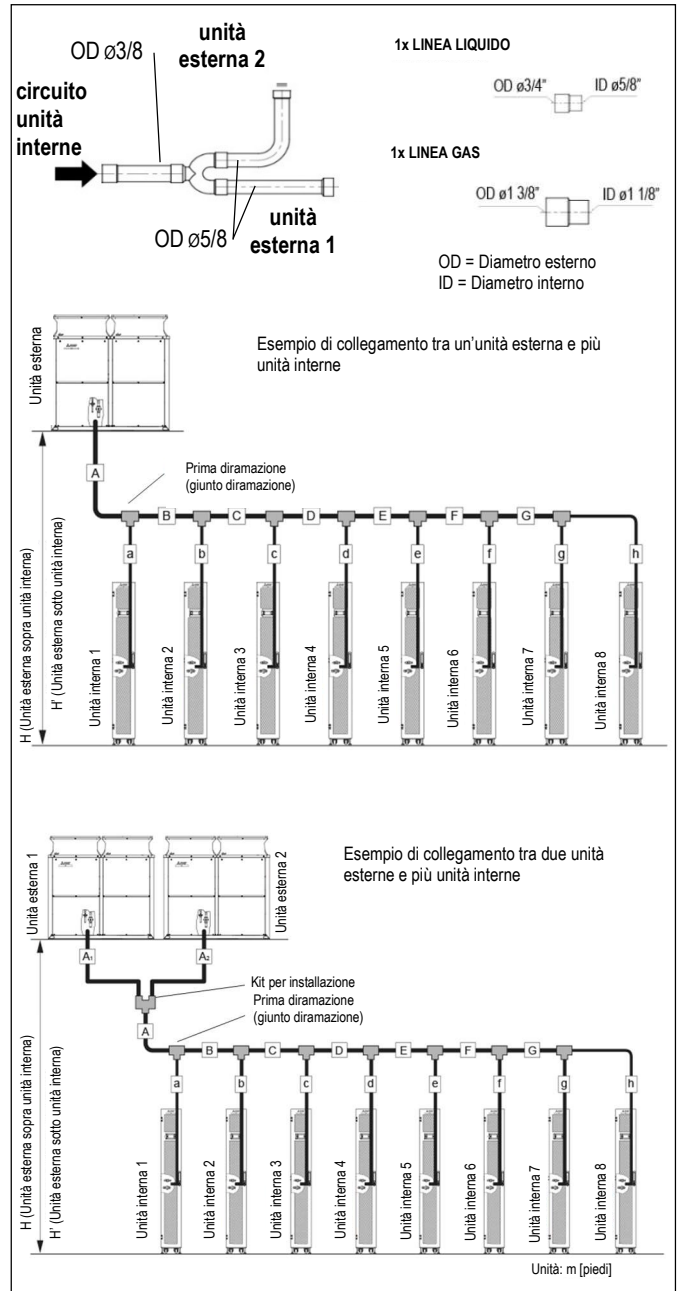 OD ø3/8
unità
esterna 2
circuito
unità
interne
OD ø5/8
unità
esterna 1
1x LINEA LIQUIDO
OD ø3/4"
ID ø5/8"
1x LINEA GAS
OD ø1 3/8"
ID ø1 1/8"
OD = Diametro esterno
ID = Diametro interno
Unità esterna
Esempio di collegamento tra un'unità esterna e più
unità interne
A
Prima diramazione
(giunto diramazione)
B
C
D
E
F
G
a
b
c
d
e
f
g
h
H (Unità esterna sopra unità interna)
H' (Unità esterna sotto unità interna)
Unità interna 1
Unità interna 2
Unità interna 3
Unità interna 4
Unità interna 5
Unità interna 6
Unità interna 7
Unità interna 8
Unità esterna 1
Unità esterna 2
Esempio di collegamento tra due unità
esterne e più unità interne
A1
A2
Kit per installazione
Prima diramazione
(giunto diramazione)
A
B
C
D
E
F
G
a
b
c
d
e
f
g
h
H (Unità esterna sopra unità interna)
H' (Unità esterna sotto unità interna)
Unità interna 1
Unità interna 2
Unità interna 3
Unità interna 4
Unità interna 5
Unità interna 6
Unità interna 7
Unità interna 8
Unità: m [piedi]